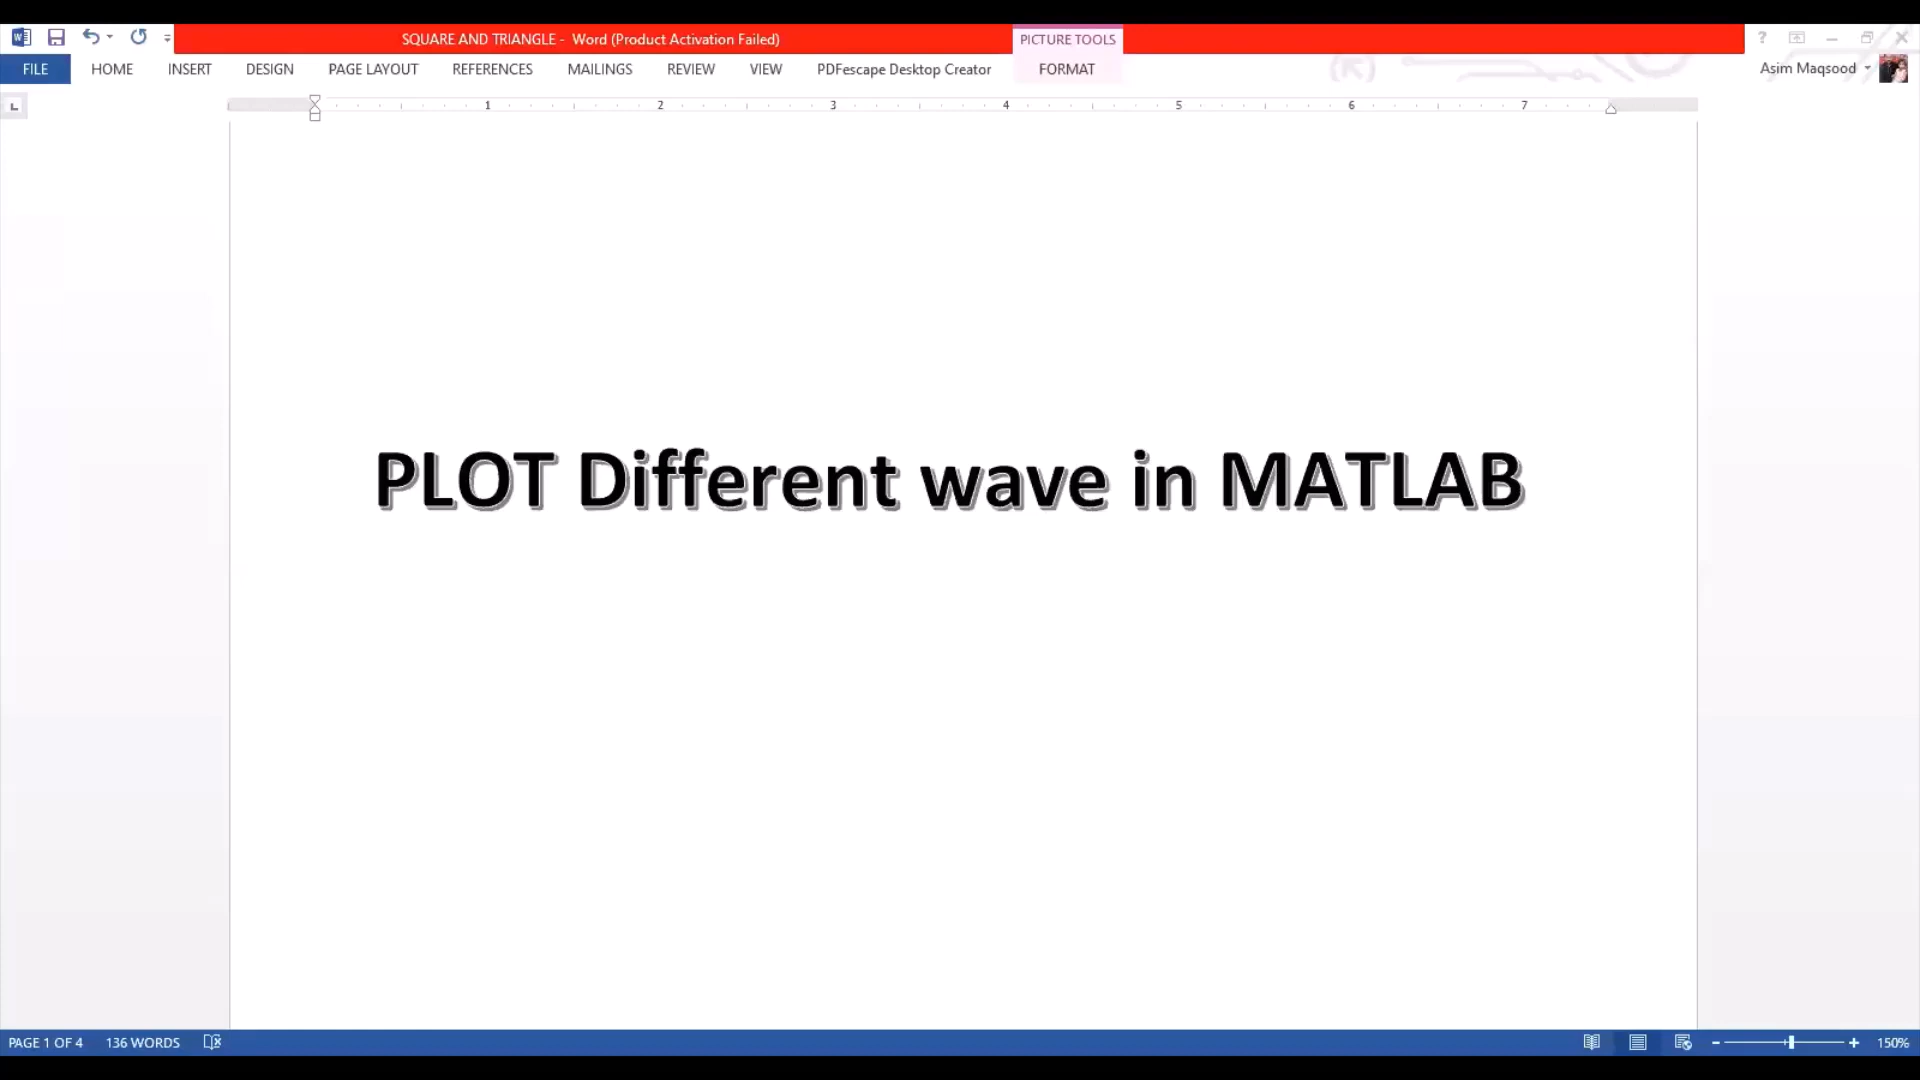 SQUARE AND TRIANGLE - Word (Product Activation Failed)
PICTURE TOOLS
?
FILE HOME INSERT DESIGN PAGE LAYOUT REFERENCES MAILINGS REVIEW VIEW PDFescape Desktop Creator FORMAT
Asim Maqsood
1 2 3 4 5 6 7
PLOT Different wave in MATLAB
PAGE 1 OF 4 136 WORDS
150%